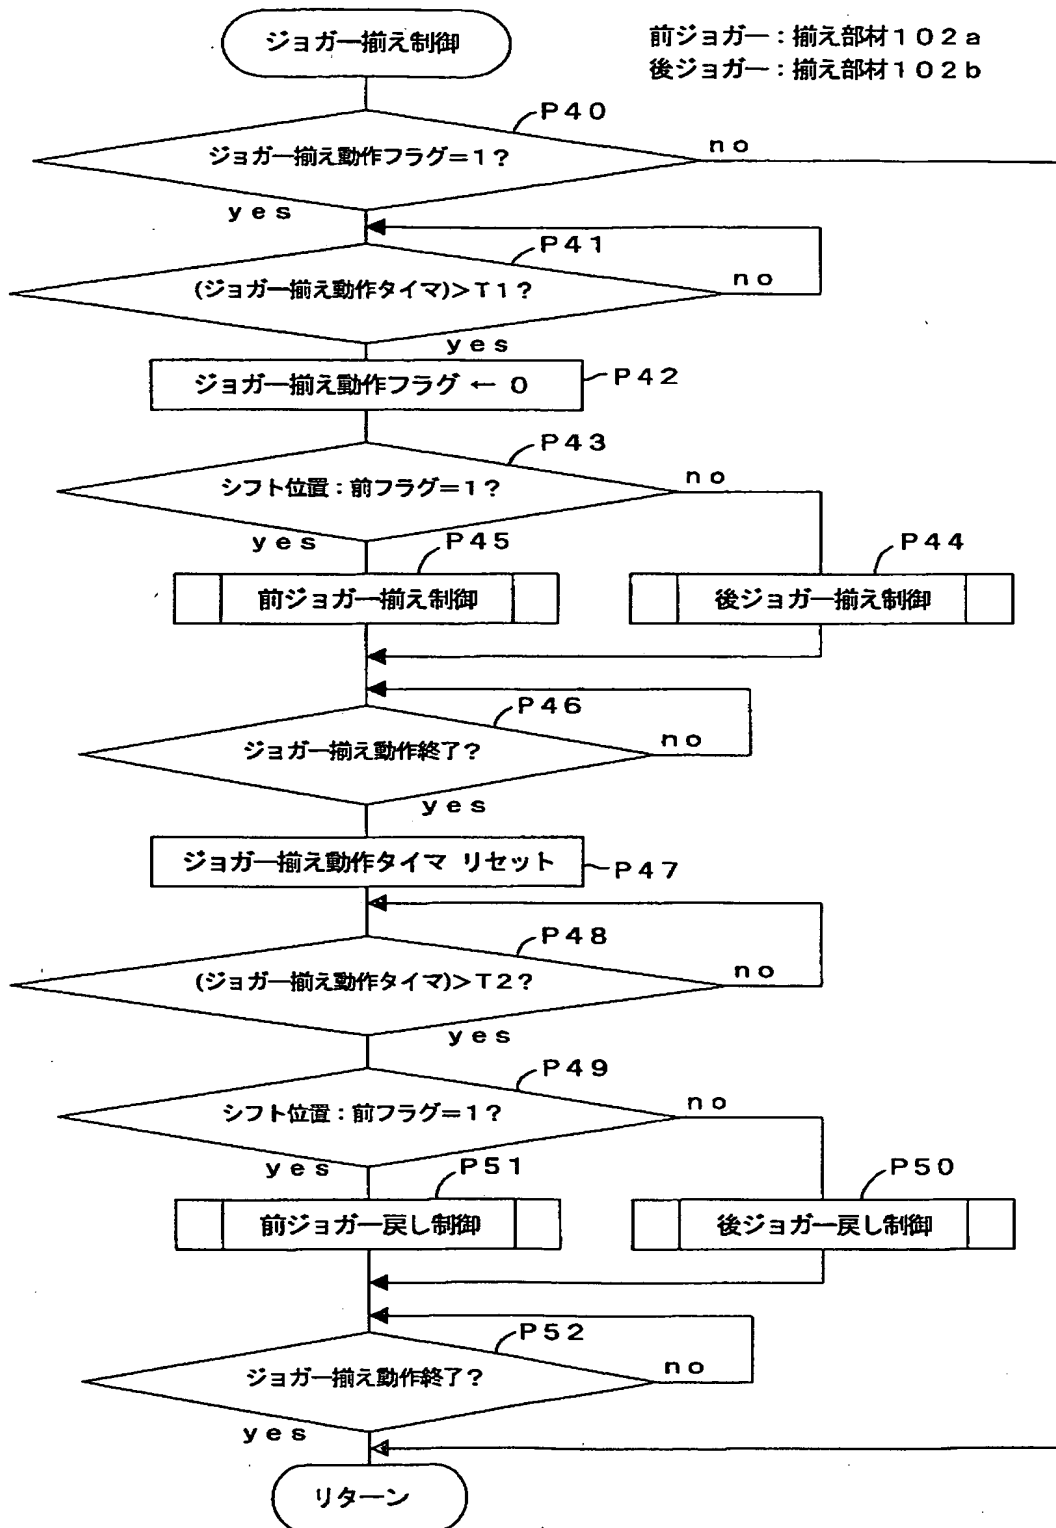 ジョガー揃え制御
前ジョガー：揃え部材１０２ａ
後ジョガー：揃え部材１０２ｂ
Ｐ４０
ジョガー揃え動作フラグ＝１？
ｎｏ
ｙｅｓ
Ｐ４１
(ジョガー揃え動作タイマ)＞Ｔ１？
ｎｏ
ｙｅｓ
ジョガー揃え動作フラグ ← ０
Ｐ４２
Ｐ４３
シフト位置：前フラグ＝１？
ｎｏ
ｙｅｓ
Ｐ４５
Ｐ４４
前ジョガー揃え制御
後ジョガー揃え制御
Ｐ４６
ジョガー揃え動作終了？
ｎｏ
ｙｅｓ
ジョガー揃え動作タイマ リセット
Ｐ４７
Ｐ４８
(ジョガー揃え動作タイマ)＞Ｔ２？
ｎｏ
ｙｅｓ
Ｐ４９
シフト位置：前フラグ＝１？
ｎｏ
ｙｅｓ
Ｐ５１
Ｐ５０
前ジョガー戻し制御
後ジョガー戻し制御
Ｐ５２
ジョガー揃え動作終了？
ｎｏ
ｙｅｓ
リターン